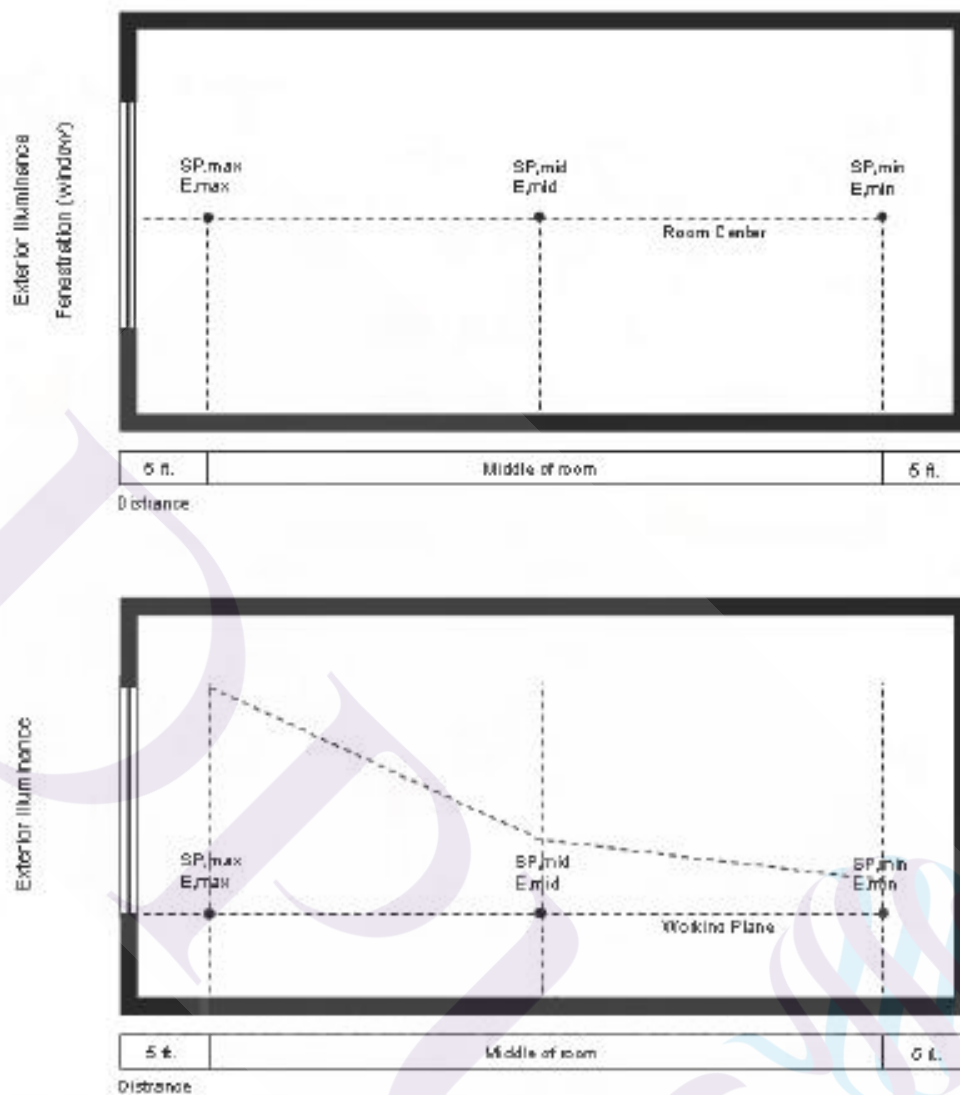 Exterior Illuminance
Fenestration (window)
SP,max
E,max
SP,mid
E,mid
SP,min
E,min
Room Center
5 ft.
Middle of room
5 ft.
Distrance
Exterior Illuminance
SP,max
E,max
SP,mid
E,mid
SP,min
E,min
Working Plane
5 ft.
Middle of room
5 ft.
Distrance